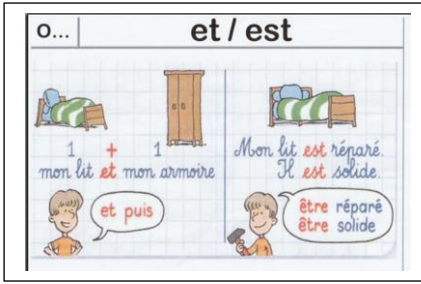 O...
et / est
1 + 1
mon lit et mon armoire
et puis
Mon lit est réparé.
Il est solide.
être réparé
être solide